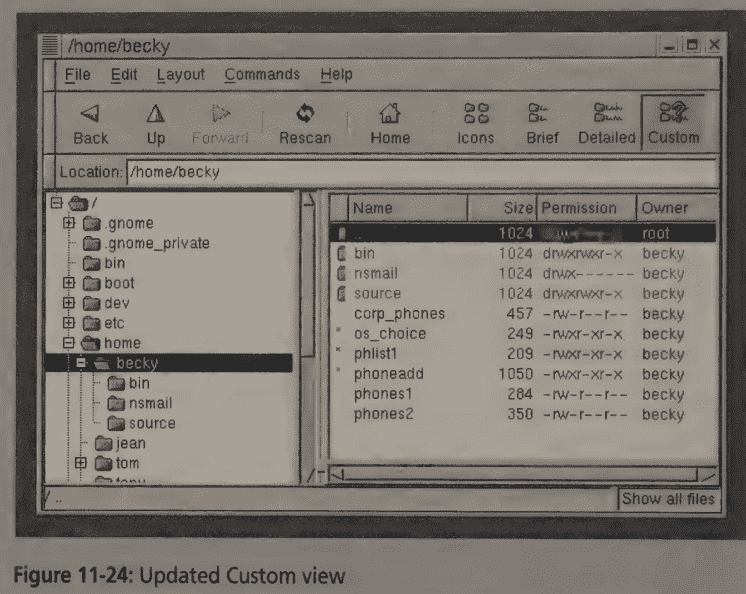 /home/becky
File Edit Layout Commands Help
Back Up Forward Rescan Home Icons Brief Detailed Custom
Location: /home/becky
/
.gnome
.gnome_private
bin
boot
dev
etc
home
becky
bin
nsmail
source
jean
tom
tony
Name Size Permission Owner
.. 1024 root
bin 1024 drwxrwxr-x becky
nsmail 1024 drwx------ becky
source 1024 drwxrwxr-x becky
corp_phones 457 -rw-r--r-- becky
* os_choice 249 -rwxr-xr-x becky
* phlist1 209 -rwxr-xr-x becky
* phoneadd 1050 -rwxr-xr-x becky
phones1 284 -rw-r--r-- becky
phones2 350 -rw-r--r-- becky
/ ..
Show all files
Figure 11-24: Updated Custom view